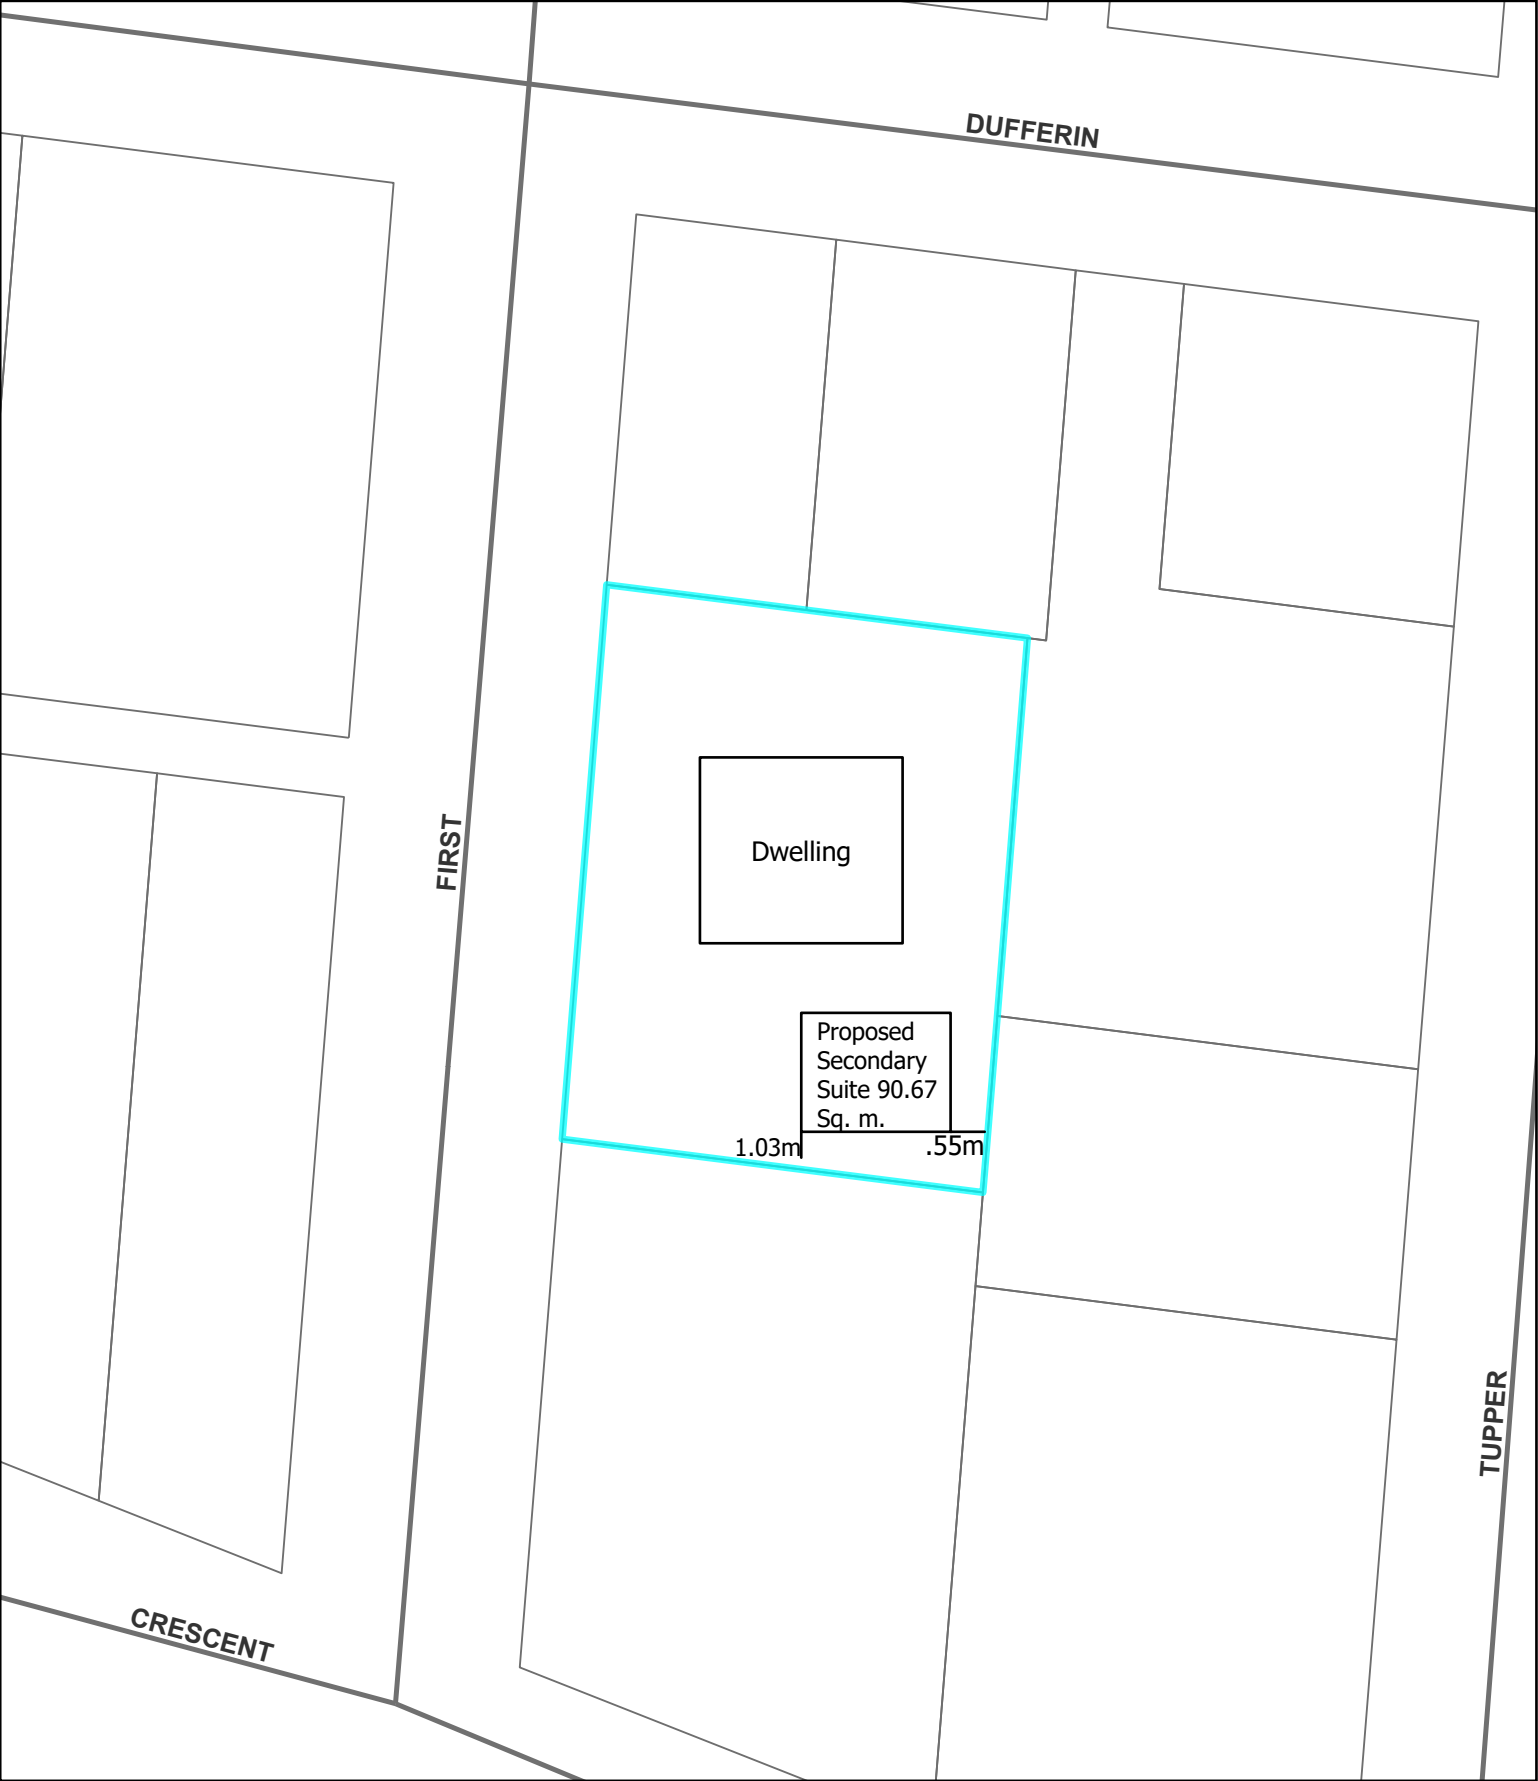 DUFFERIN
FIRST
Dwelling
Proposed
Secondary
Suite 90.67
Sq. m.
1.03m
.55m
TUPPER
CRESCENT